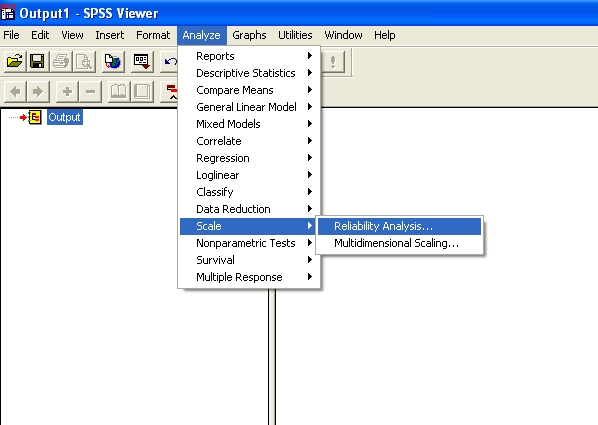 Output1 - SPSS Viewer
File Edit View Insert Format Analyze Graphs Utilities Window Help
Reports
Descriptive Statistics
Compare Means
General Linear Model
Mixed Models
Output
Correlate
Regression
Loglinear
Classify
Data Reduction
Scale
Reliability Analysis...
Nonparametric Tests
Multidimensional Scaling...
Survival
Multiple Response